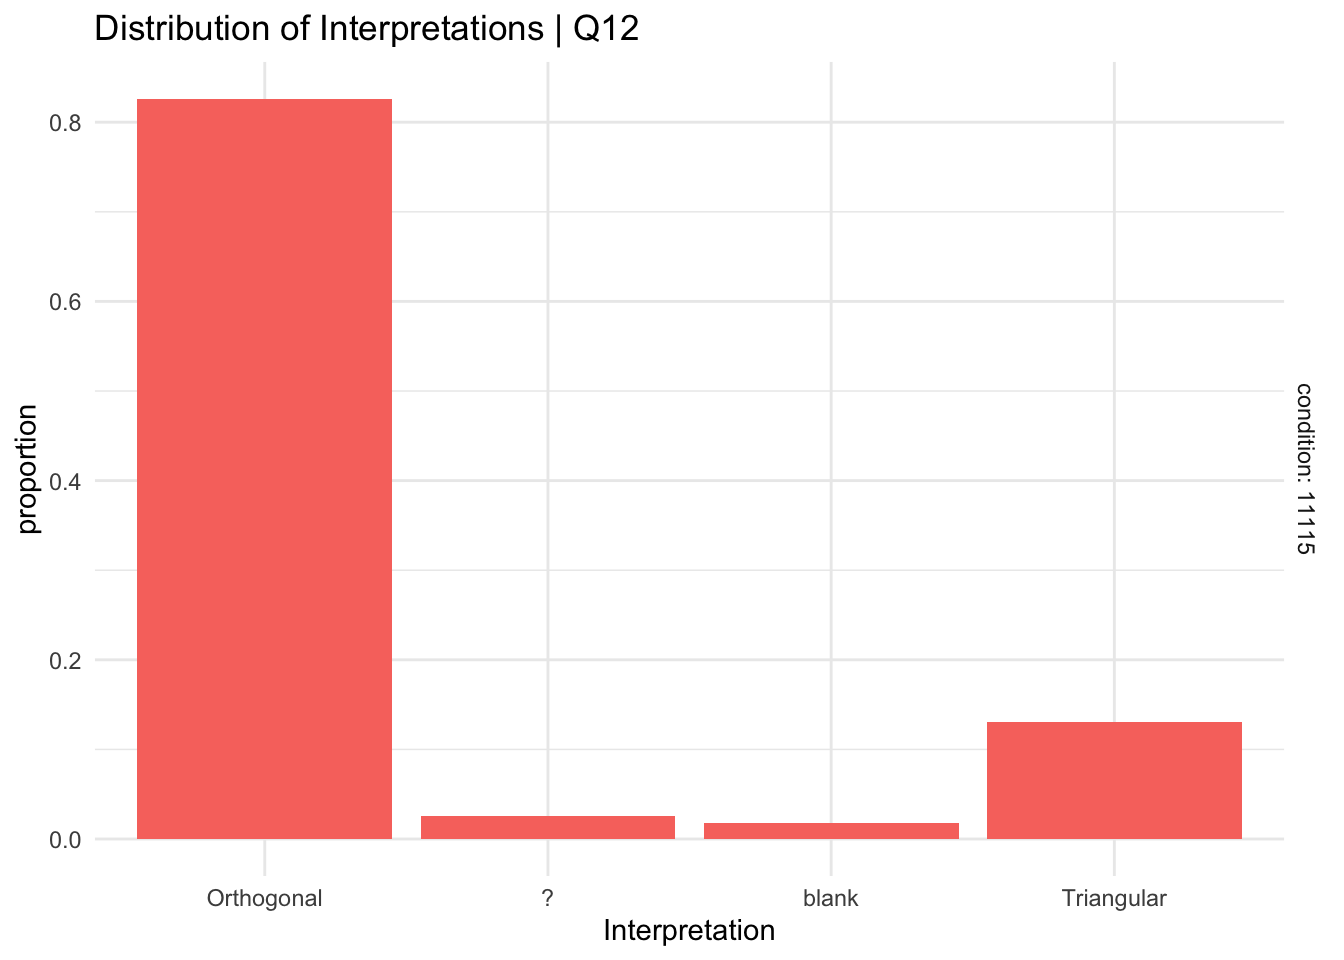 Distribution of Interpretations | Q12
0.8
0.6
0.4
0.2
0.0
proportion
Orthogonal
?
blank
Triangular
Interpretation
condition: 11115